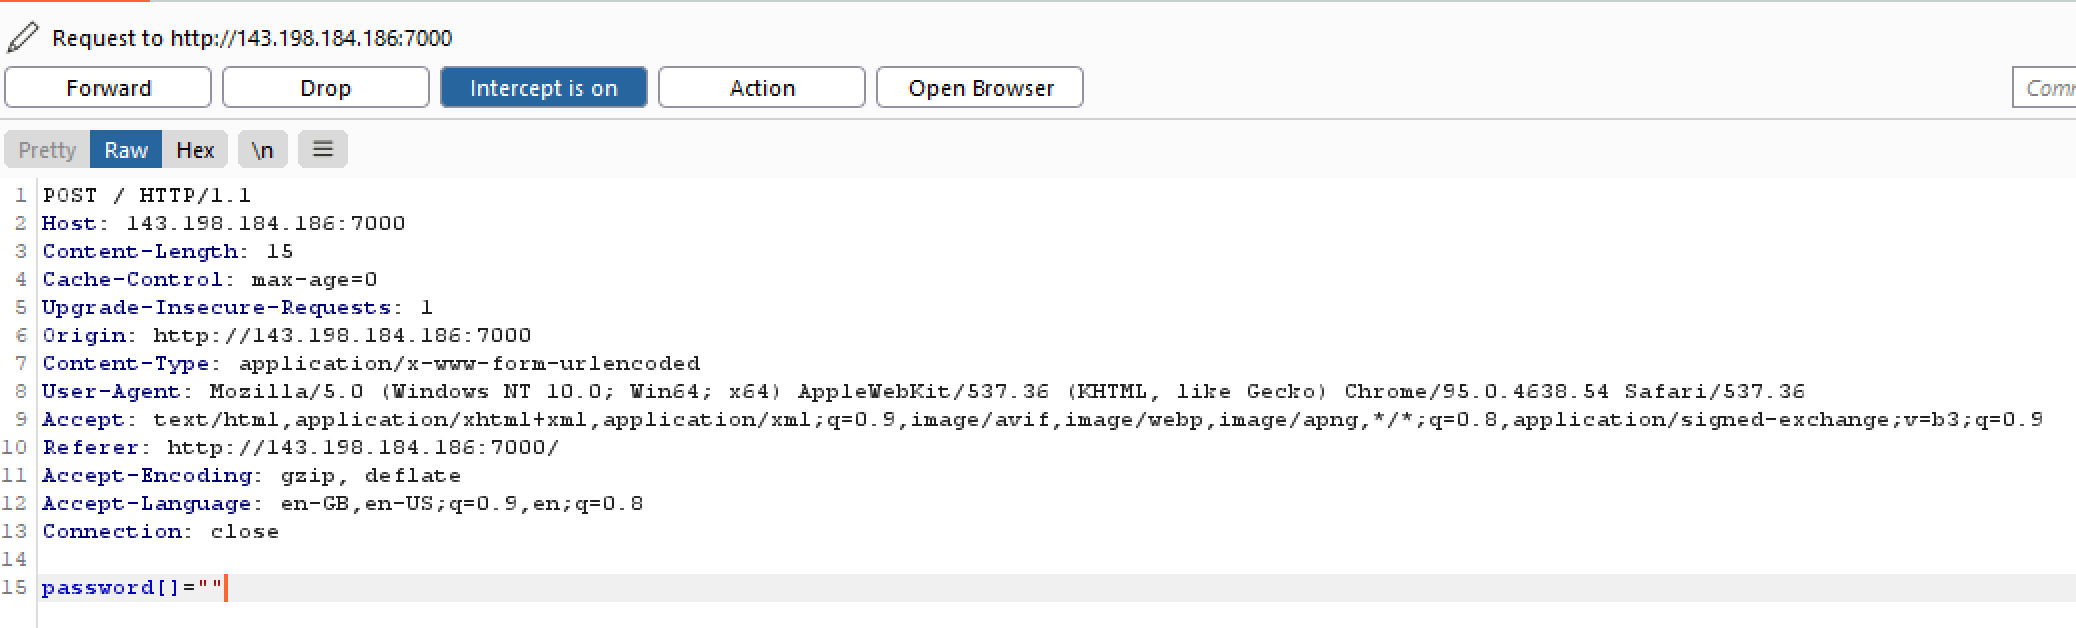 Request to http://143.198.184.186:7000
Forward Drop Intercept is on Action Open Browser Comm
Pretty Raw Hex \n ☰
1 POST / HTTP/1.1
2 Host: 143.198.184.186:7000
3 Content-Length: 15
4 Cache-Control: max-age=0
5 Upgrade-Insecure-Requests: 1
6 Origin: http://143.198.184.186:7000
7 Content-Type: application/x-www-form-urlencoded
8 User-Agent: Mozilla/5.0 (Windows NT 10.0; Win64; x64) AppleWebKit/537.36 (KHTML, like Gecko) Chrome/95.0.4638.54 Safari/537.36
9 Accept: text/html,application/xhtml+xml,application/xml;q=0.9,image/avif,image/webp,image/apng,*/*;q=0.8,application/signed-exchange;v=b3;q=0.9
10 Referer: http://143.198.184.186:7000/
11 Accept-Encoding: gzip, deflate
12 Accept-Language: en-GB,en-US;q=0.9,en;q=0.8
13 Connection: close
14
15 password[]=""